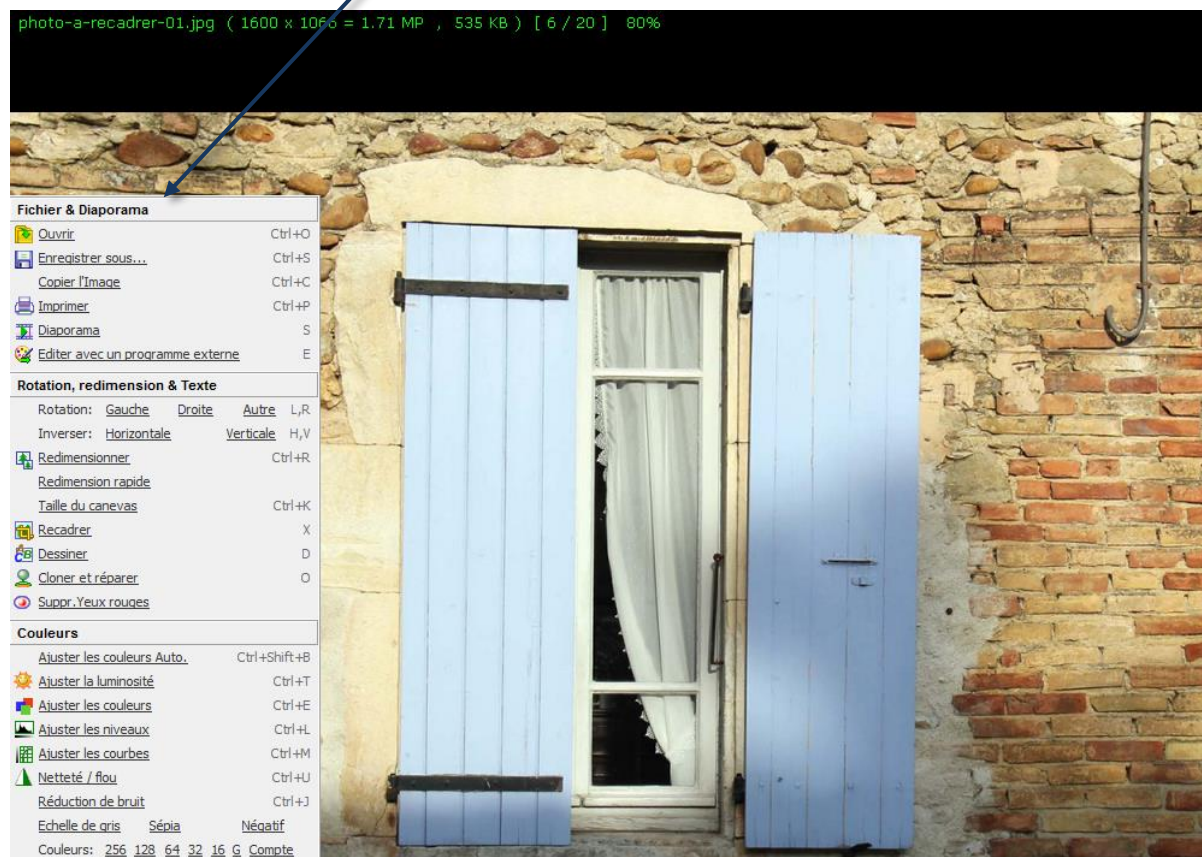 photo-a-recadrer-01.jpg ( 1600 x 1066 = 1.71 MP , 535 KB ) [ 6 / 20 ] 80%
Fichier & Diaporama
Ouvrir Ctrl+O
Enregistrer sous... Ctrl+S
Copier l'Image Ctrl+C
Imprimer Ctrl+P
Diaporama S
Editer avec un programme externe E
Rotation, redimension & Texte
Rotation: Gauche Droite Autre L,R
Inverser: Horizontale Verticale H,V
Redimensionner Ctrl+R
Redimension rapide
Taille du canevas Ctrl+K
Recadrer X
Dessiner D
Cloner et réparer O
Suppr.Yeux rouges
Couleurs
Ajuster les couleurs Auto. Ctrl+Shift+B
Ajuster la luminosité Ctrl+T
Ajuster les couleurs Ctrl+E
Ajuster les niveaux Ctrl+L
Ajuster les courbes Ctrl+M
Netteté / flou Ctrl+U
Réduction de bruit Ctrl+J
Echelle de gris Sépia Négatif
Couleurs: 256 128 64 32 16 G Compte